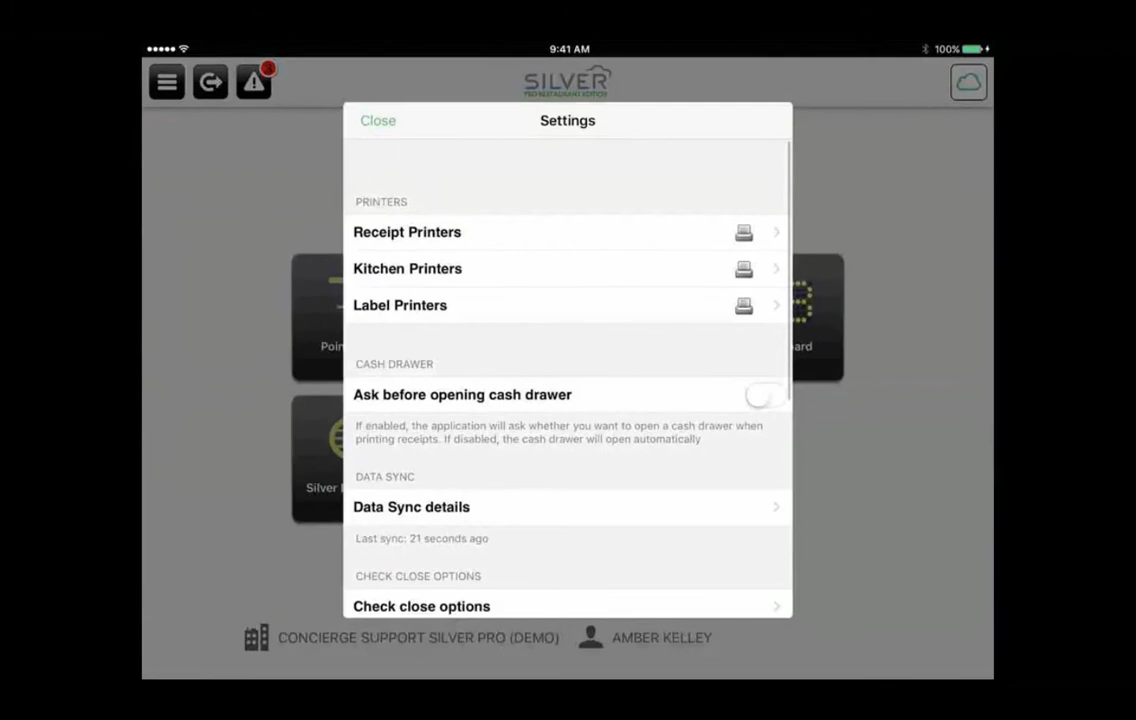 9:41 AM
100%
SILVER
PRO RESTAURANT EDITION
Close
Settings
PRINTERS
Receipt Printers
Kitchen Printers
Label Printers
Poin
ard
CASH DRAWER
Ask before opening cash drawer
If enabled, the application will ask whether you want to open a cash drawer when
printing receipts. If disabled, the cash drawer will open automatically
DATA SYNC
Silver
Data Sync details
Last sync: 21 seconds ago
CHECK CLOSE OPTIONS
Check close options
CONCIERGE SUPPORT SILVER PRO (DEMO)
AMBER KELLEY